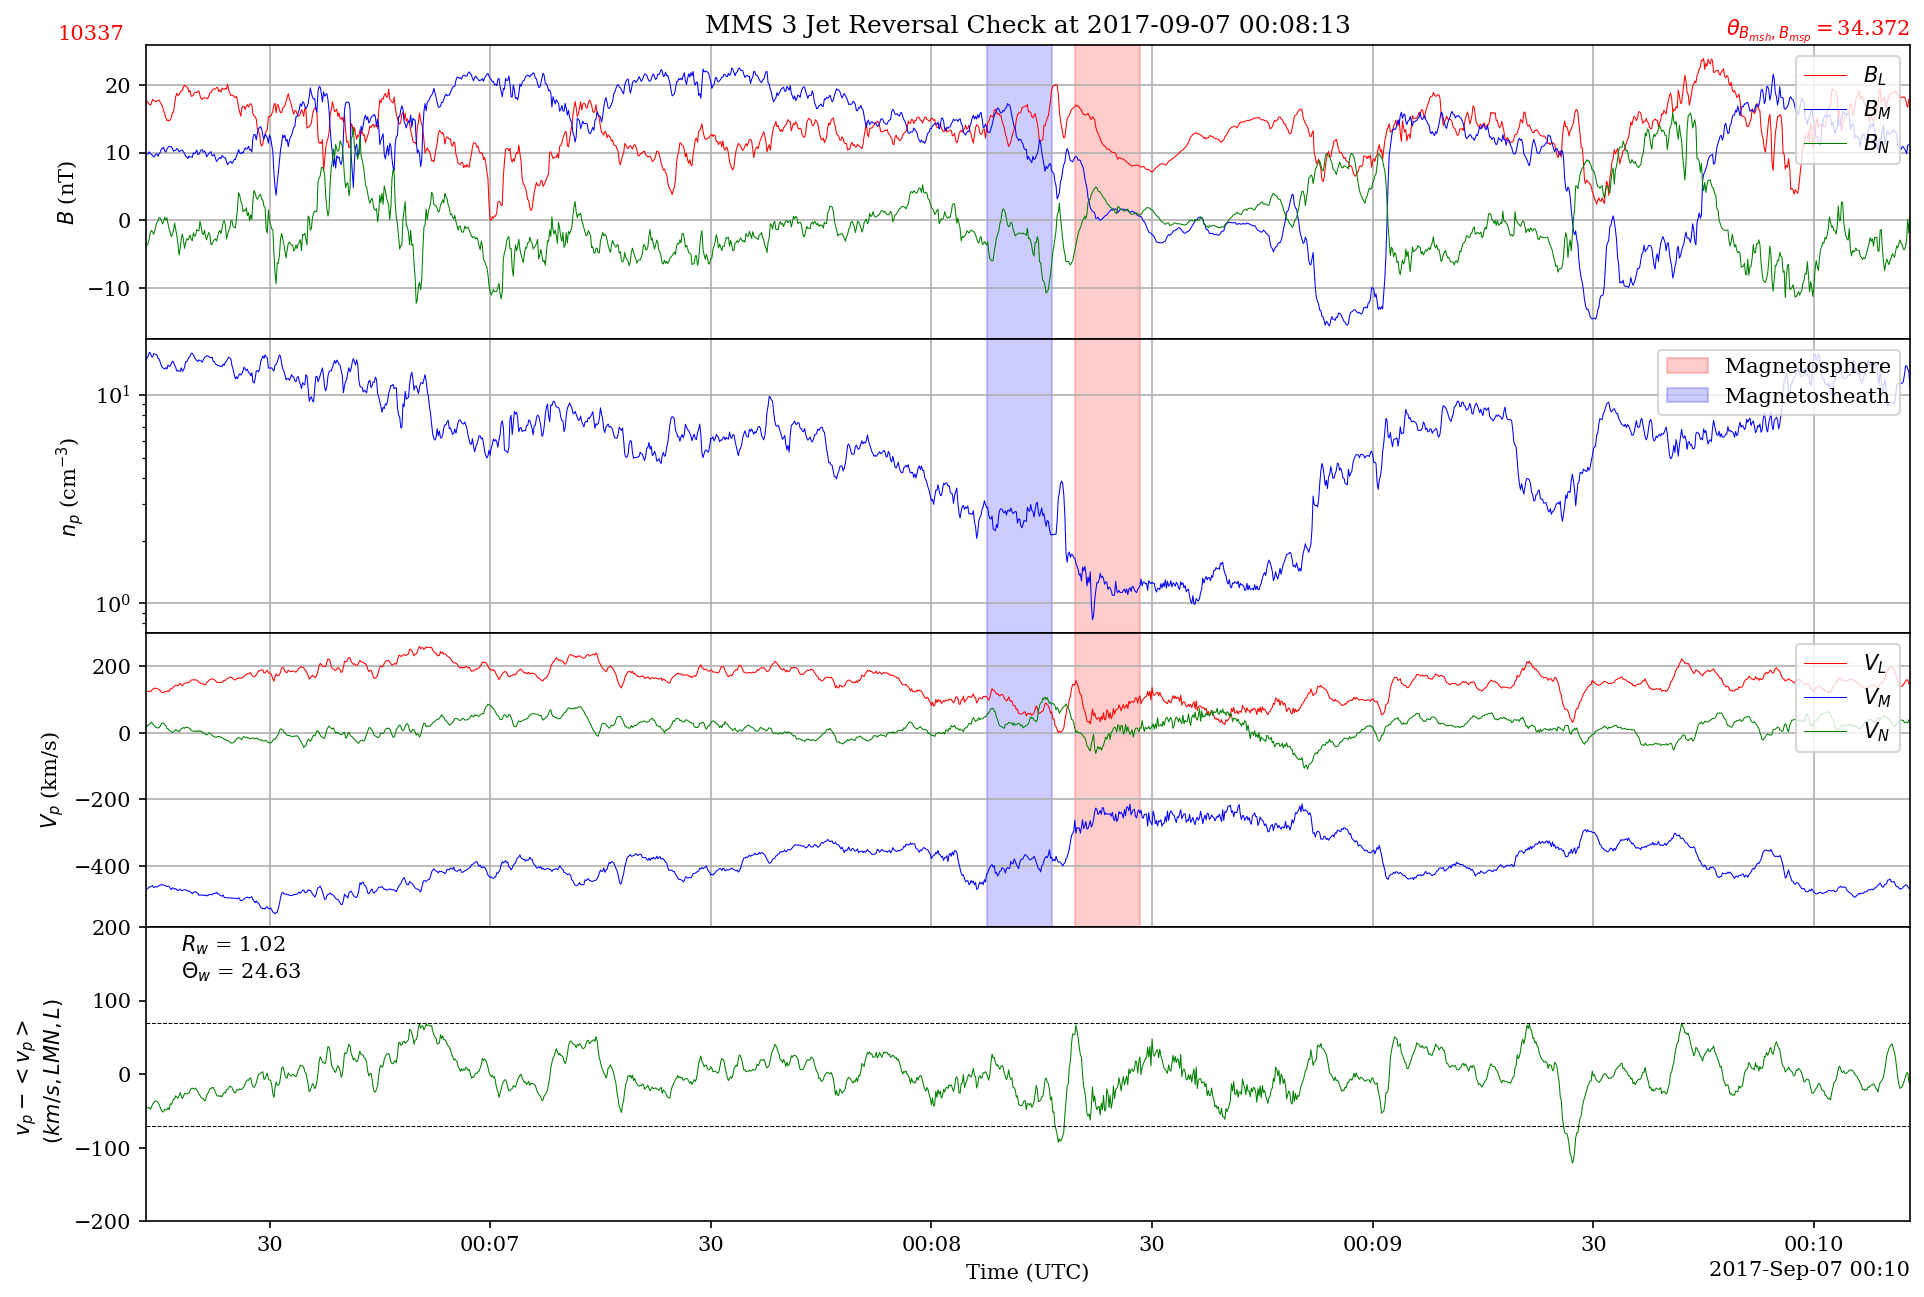 10337
MMS 3 Jet Reversal Check at 2017-09-07 00:08:13
θ_{B_{msh}, B_{msp}} = 34.372
20
10
0
−10
B (nT)
B_L
B_M
B_N
10^1
10^0
n_p (cm^{−3})
Magnetosphere
Magnetosheath
200
0
−200
−400
V_p (km/s)
V_L
V_M
V_N
200
100
0
−100
−200
v_p − < v_p >
(km/s, LMN, L)
R_w = 1.02
Θ_w = 24.63
30
00:07
30
00:08
30
00:09
30
00:10
Time (UTC)
2017-Sep-07 00:10